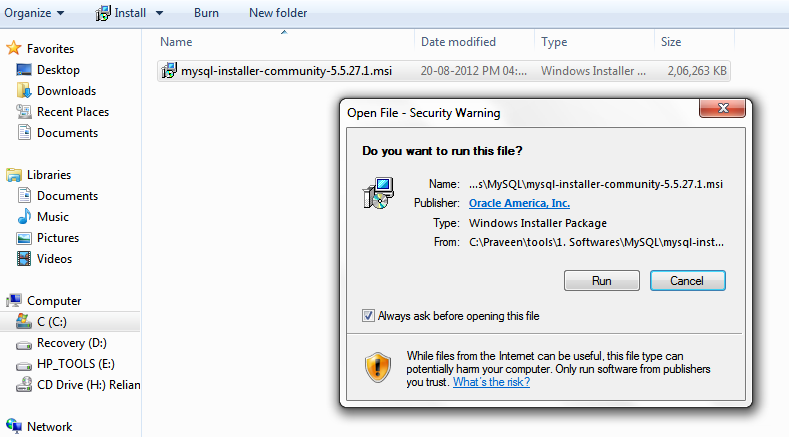 Organize Install Burn New folder
Favorites
Desktop
Downloads
Recent Places
Documents
Libraries
Documents
Music
Pictures
Videos
Computer
C (C:)
Recovery (D:)
HP_TOOLS (E:)
CD Drive (H:) Relian
Network
Name Date modified Type Size
mysql-installer-community-5.5.27.1.msi 20-08-2012 PM 04:... Windows Installer ... 2,06,263 KB
Open File - Security Warning
Do you want to run this file?
Name: ...s\MySQL\mysql-installer-community-5.5.27.1.msi
Publisher: Oracle America, Inc.
Type: Windows Installer Package
From: C:\Praveen\tools\1. Softwares\MySQL\mysql-inst...
Run Cancel
Always ask before opening this file
While files from the Internet can be useful, this file type can
potentially harm your computer. Only run software from publishers
you trust. What's the risk?